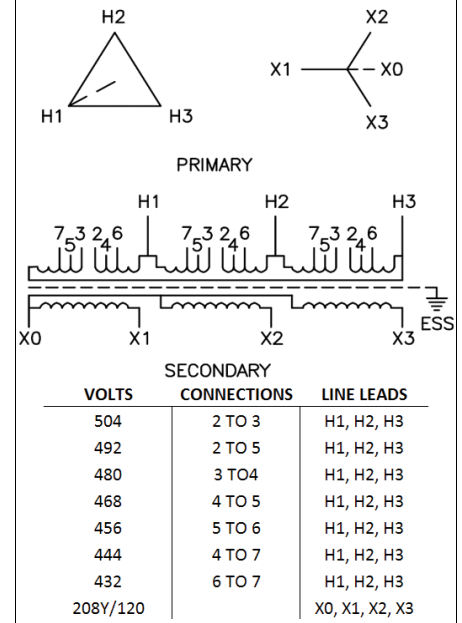 H2
X2
X1
X0
H1
H3
X3
PRIMARY
H1 H2 H3
7 5 3 2 4 6 7 5 3 2 4 6 7 5 3 2 4 6
ESS
X0 X1 X2 X3
SECONDARY
VOLTS CONNECTIONS LINE LEADS
504 2 TO 3 H1, H2, H3
492 2 TO 5 H1, H2, H3
480 3 TO4 H1, H2, H3
468 4 TO 5 H1, H2, H3
456 5 TO 6 H1, H2, H3
444 4 TO 7 H1, H2, H3
432 6 TO 7 H1, H2, H3
208Y/120 X0, X1, X2, X3